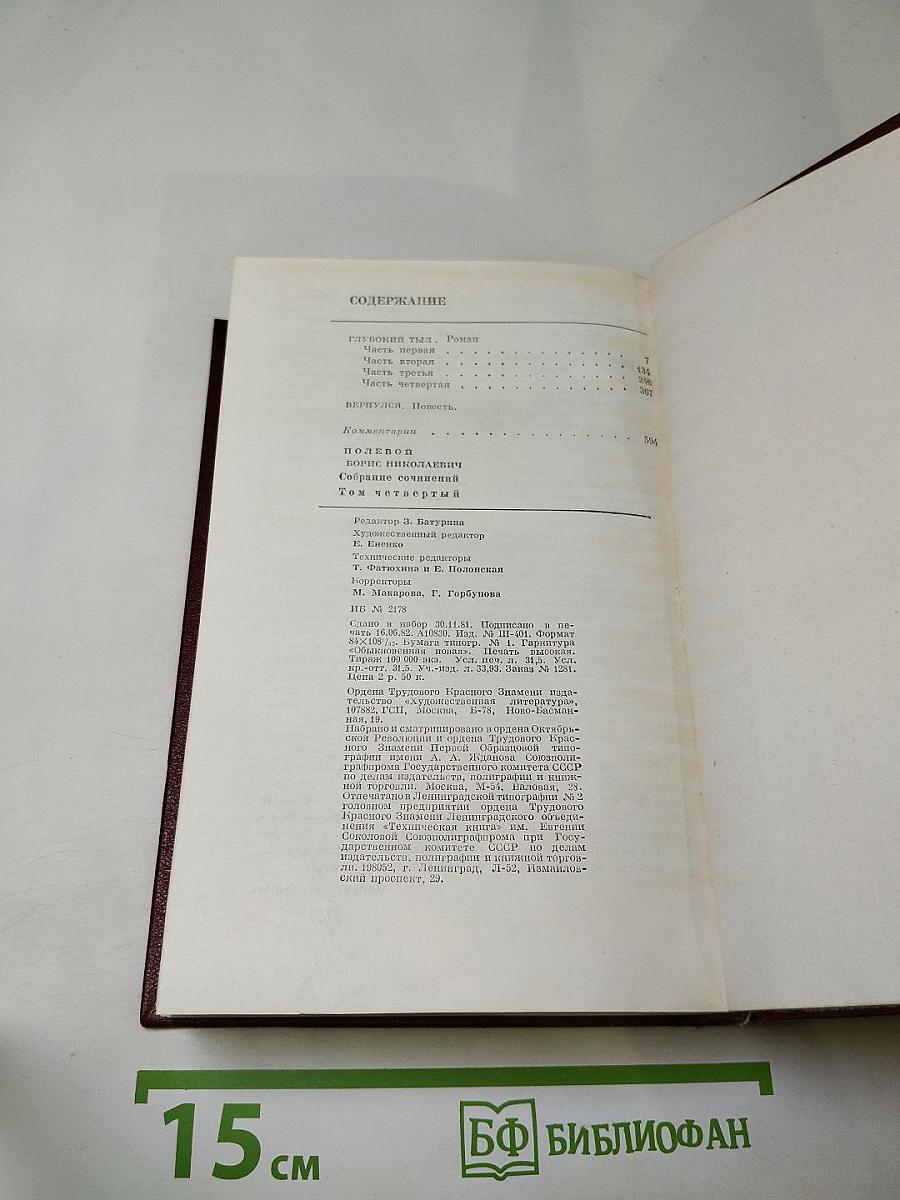 СОДЕРЖАНИЕ
ГЛУБОКИЙ ТЫЛ. Роман
Часть первая . . . . . . . . . . . . . . 7
Часть вторая . . . . . . . . . . . . . . 134
Часть третья . . . . . . . . . . . . . . 246
Часть четвертая . . . . . . . . . . . . . 367
ВЕРНУЛСЯ. Повесть.
Комментарии . . . . . . . . . . . . . . 594
ПОЛЕВОЙ
БОРИС НИКОЛАЕВИЧ
Собрание сочинений
Том четвертый
Редактор З. Батурина
Художественный редактор
Е. Ененко
Технические редакторы
Т. Фатюхина и Е. Полонская
Корректоры
М. Макарова, Г. Горбунова
ИБ № 2178
Сдано в набор 30.11.81. Подписано в пе-
чать 16.06.82. А10830. Изд. № III-401. Формат
84×108 1/32. Бумага типогр. № 1. Гарнитура
«Обыкновенная новая». Печать высокая.
Тираж 100 000 экз. Усл. печ. л. 31,5. Усл.
кр.-отт. 31,5. Уч.-изд. л. 33,93. Заказ № 1281.
Цена 2 р. 50 к.
Ордена Трудового Красного Знамени изда-
тельство «Художественная литература»,
107882, ГСП, Москва, Б-78, Ново-Басман-
ная, 19.
Набрано и сматрицировано в ордена Октябрь-
ской Революции и ордена Трудового Крас-
ного Знамени Первой Образцовой типо-
графии имени А. А. Жданова Союзполи-
графпрома Государственного комитета СССР
по делам издательств, полиграфии и книж-
ной торговли. Москва, М-54, Валовая, 28.
Отпечатано в Ленинградской типографии № 2
головном предприятии ордена Трудового
Красного Знамени Ленинградского объеди-
нения «Техническая книга» им. Евгении
Соколовой Союзполиграфпрома при Госу-
дарственном комитете СССР по делам
издательств, полиграфии и книжной торгов-
ли. 198052, г. Ленинград, Л-52, Измайлов-
ский проспект, 29.
15 см
БФ БИБЛИОФАН